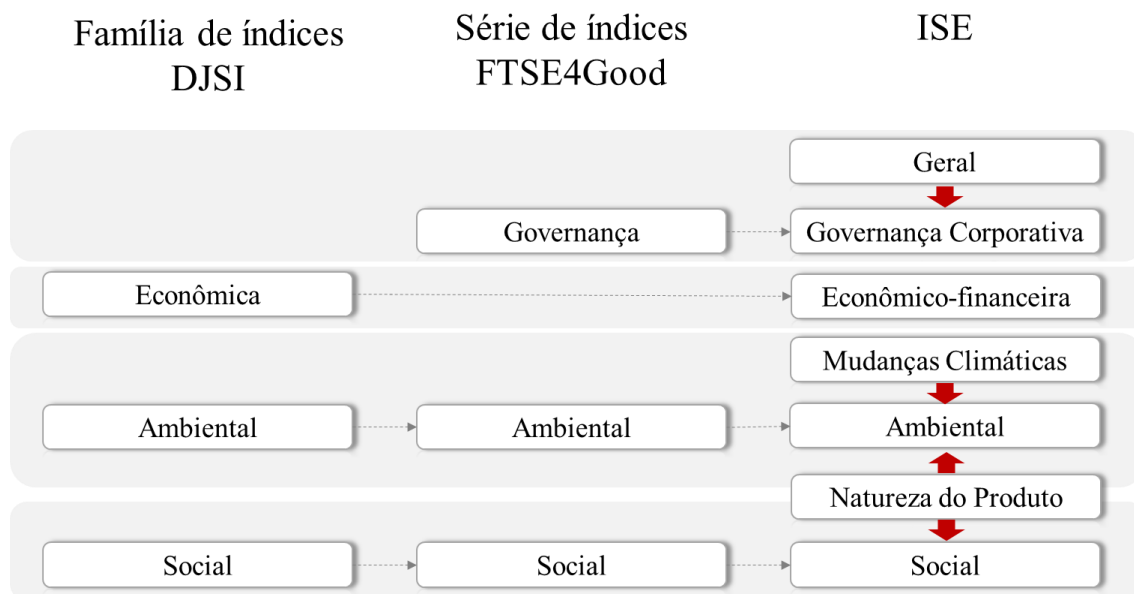 Família de índices
DJSI
Série de índices
FTSE4Good
ISE
Geral
Governança
Governança Corporativa
Econômica
Econômico-financeira
Mudanças Climáticas
Ambiental
Ambiental
Ambiental
Natureza do Produto
Social
Social
Social